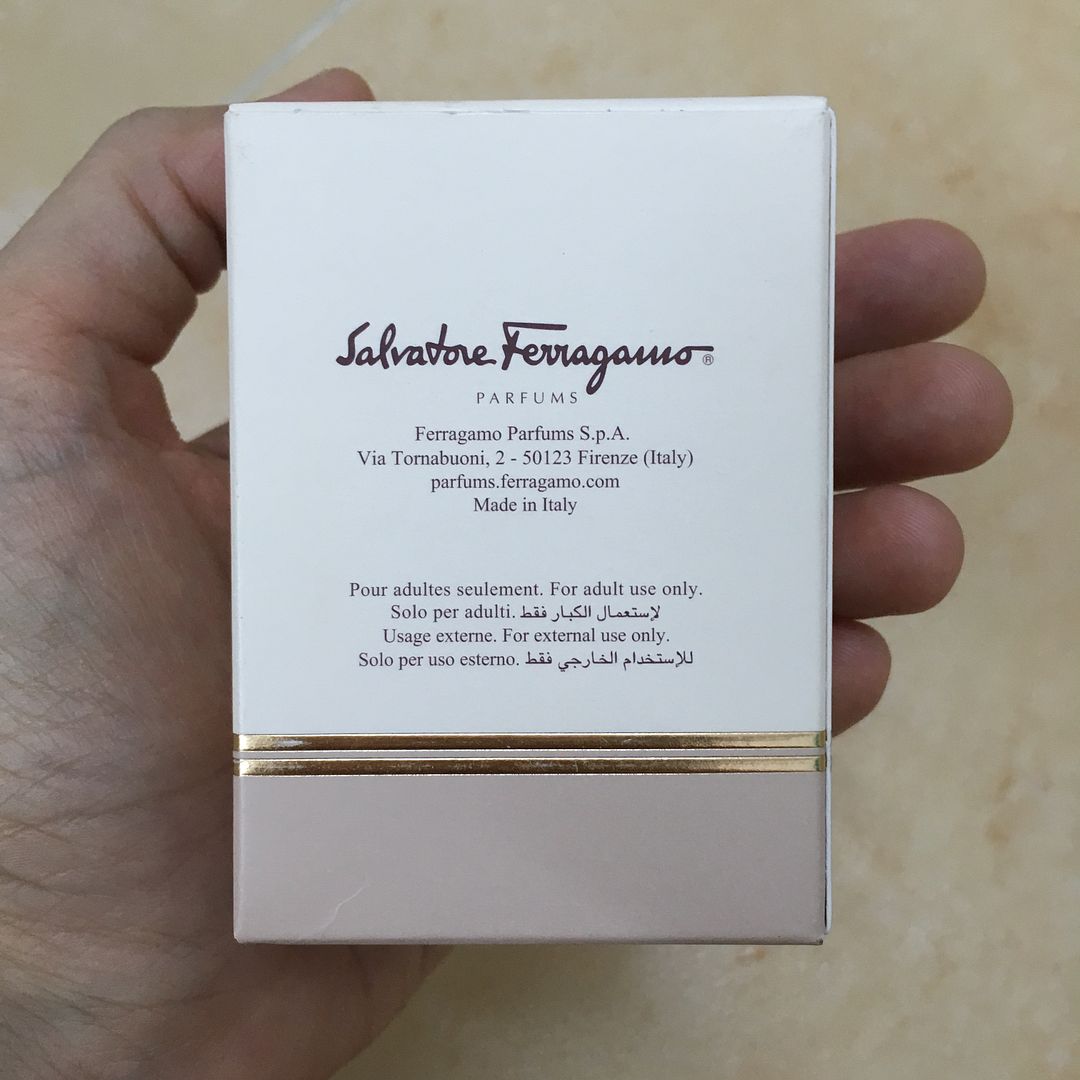 Salvatore Ferragamo®
PARFUMS
Ferragamo Parfums S.p.A.
Via Tornabuoni, 2 - 50123 Firenze (Italy)
parfums.ferragamo.com
Made in Italy
Pour adultes seulement. For adult use only.
Solo per adulti. لإستعمال الكبار فقط
Usage externe. For external use only.
Solo per uso esterno. للإستخدام الخارجي فقط